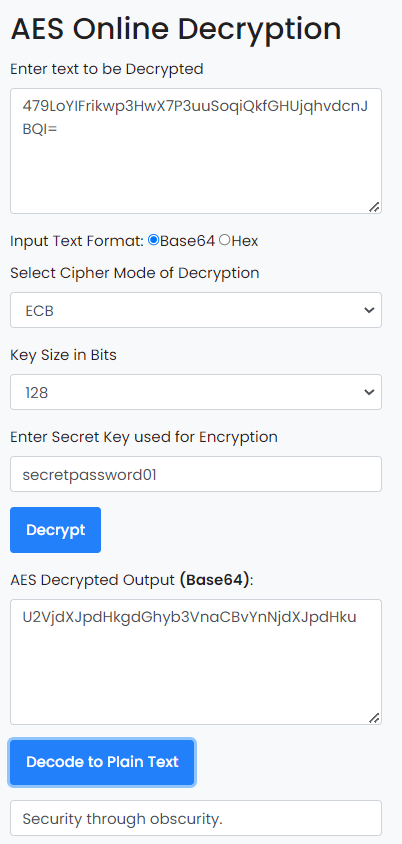 AES Online Decryption
Enter text to be Decrypted
479LoYIFrikwp3HwX7P3uuSoqiQkfGHUjqhvdcnJ
BQI=
Input Text Format: Base64 Hex
Select Cipher Mode of Decryption
ECB
Key Size in Bits
128
Enter Secret Key used for Encryption
secretpassword01
Decrypt
AES Decrypted Output (Base64):
U2VjdXJpdHkgdGhyb3VnaCBvYnNjdXJpdHku
Decode to Plain Text
Security through obscurity.